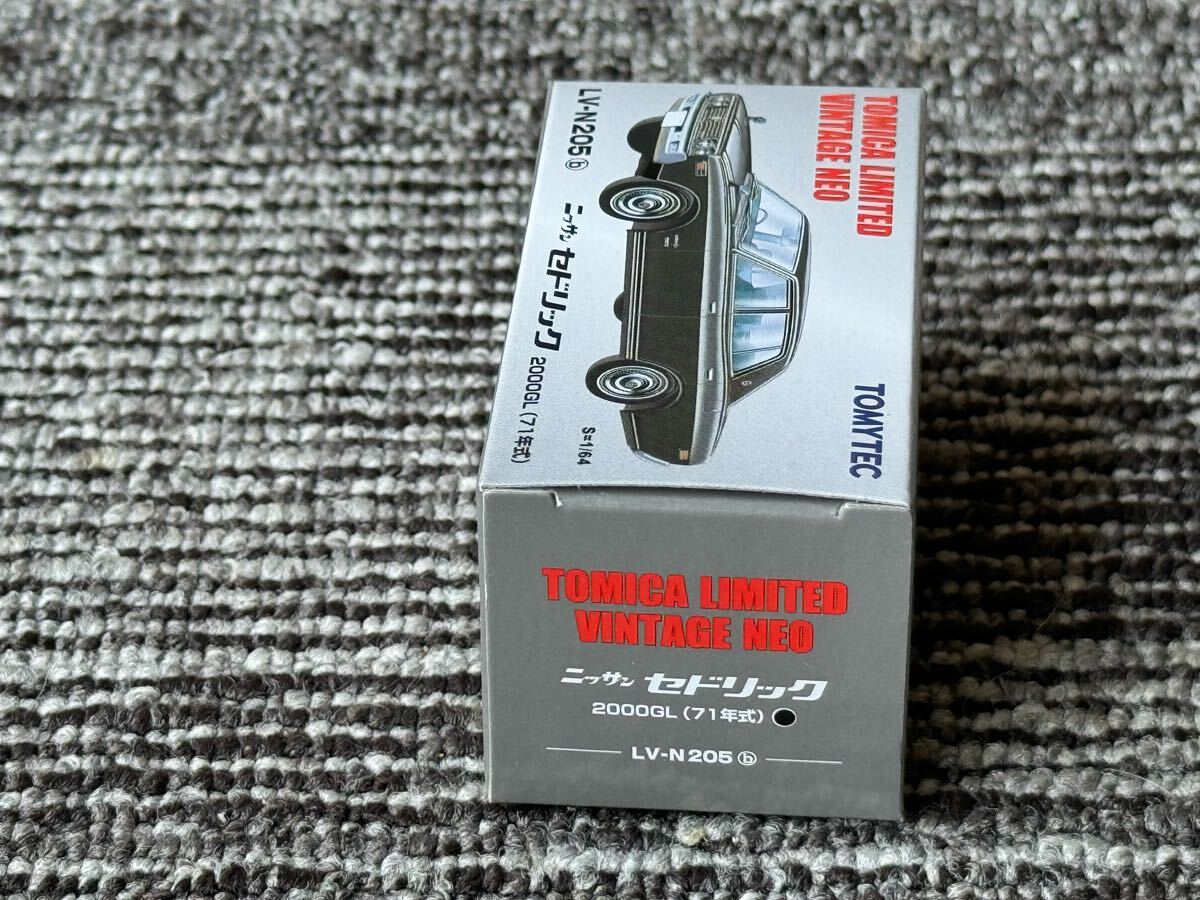 TOMICA LIMITED
VINTAGE NEO
TOMYTEC
LV-N205 ⓑ
ニッサン セドリック 2000GL (71年式)
S=1/64
TOMICA LIMITED
VINTAGE NEO
ニッサン セドリック
2000GL (71年式)
LV-N205 ⓑ